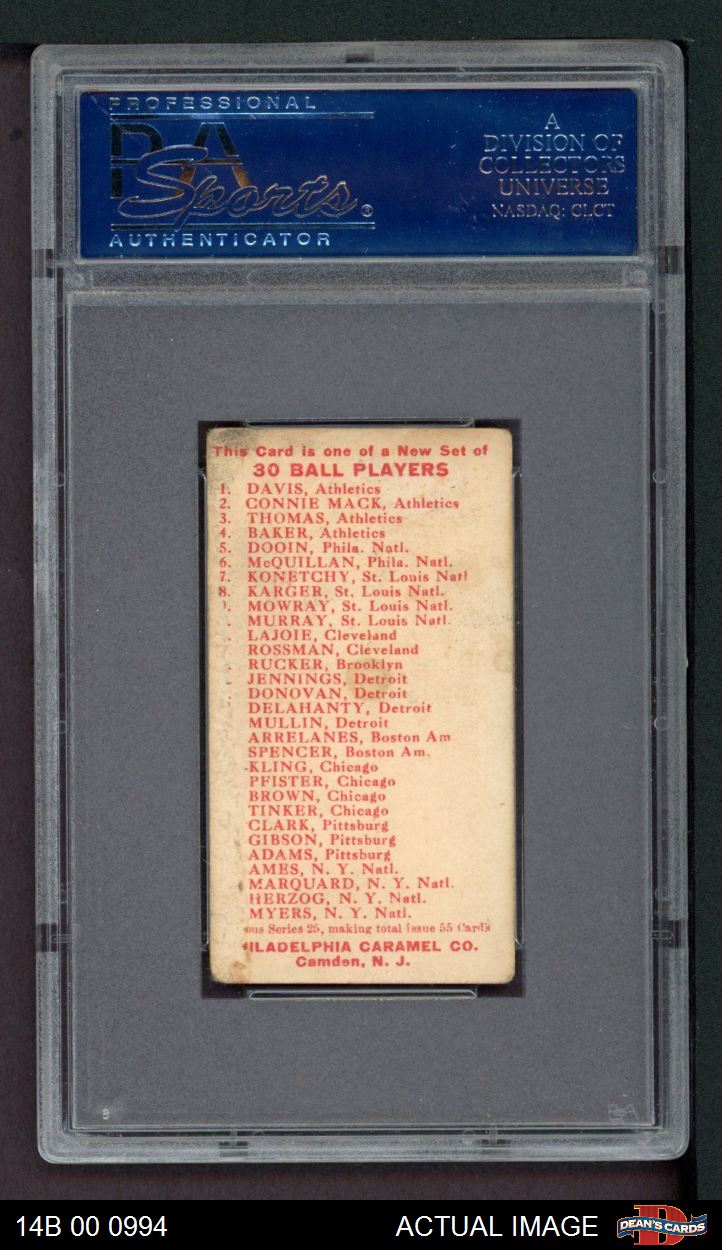 PROFESSIONAL
PSA
Sports®
AUTHENTICATOR
A
DIVISION OF
COLLECTORS
UNIVERSE
NASDAQ: CLCT
This Card is one of a New Set of
30 BALL PLAYERS
1. DAVIS, Athletics
2. CONNIE MACK, Athletics
3. THOMAS, Athletics
4. BAKER, Athletics
5. DOOIN, Phila. Natl.
6. McQUILLAN, Phila. Natl.
7. KONETCHY, St. Louis Natl
8. KARGER, St. Louis Natl.
MOWRAY, St. Louis Natl.
. MURRAY, St. Louis Natl.
. LAJOIE, Cleveland
ROSSMAN, Cleveland
. RUCKER, Brooklyn
. JENNINGS, Detroit
. DONOVAN, Detroit
DELAHANTY, Detroit
MULLIN, Detroit
ARRELANES, Boston Am
SPENCER, Boston Am.
KLING, Chicago
PFISTER, Chicago
BROWN, Chicago
TINKER, Chicago
CLARK, Pittsburg
GIBSON, Pittsburg
ADAMS, Pittsburg
AMES, N. Y. Natl.
MARQUARD, N. Y. Natl.
HERZOG, N. Y. Natl.
MYERS, N. Y. Natl.
ous Series 25, making total issue 55 Cards
ILADELPHIA CARAMEL CO.
Camden, N. J.
14B 00 0994
ACTUAL IMAGE
DEAN'S CARDS